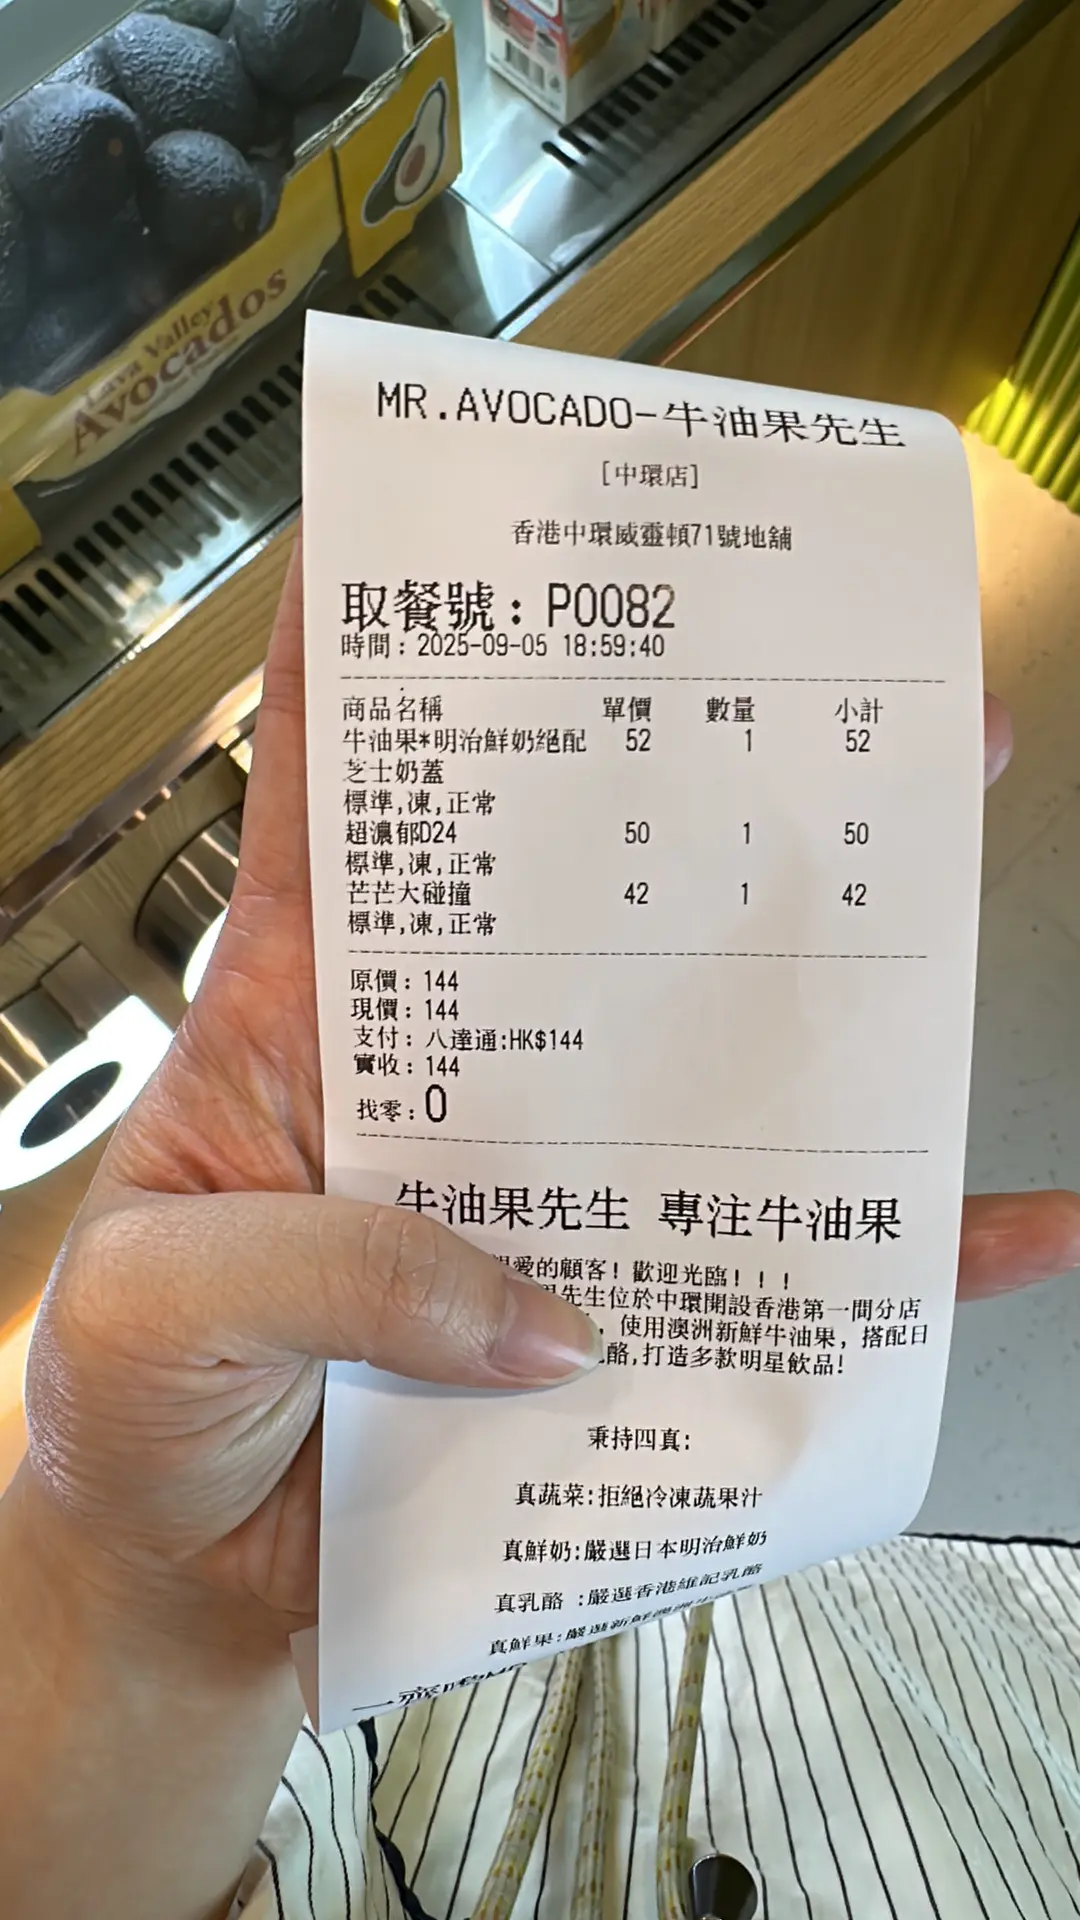 Java Valley
Avocados
MR.AVOCADO-牛油果先生
[中環店]
香港中環威靈頓71號地舖
取餐號：P0082
時間：2025-09-05 18:59:40
商品名稱 單價 數量 小計
牛油果*明治鮮奶絕配 52 1 52
芝士奶蓋
標準,凍,正常
超濃郁D24 50 1 50
標準,凍,正常
芒芒大碰撞 42 1 42
標準,凍,正常
原價：144
現價：144
支付：八達通:HK$144
實收：144
找零：0
牛油果先生 專注牛油果
愛的顧客！歡迎光臨！！！
先生位於中環開設香港第一間分店
，使用澳洲新鮮牛油果，搭配日
酪,打造多款明星飲品!
秉持四真:
真蔬菜:拒絕冷凍蔬果汁
真鮮奶:嚴選日本明治鮮奶
真乳酪 :嚴選香港維記乳酪
真鮮果:嚴選新鮮